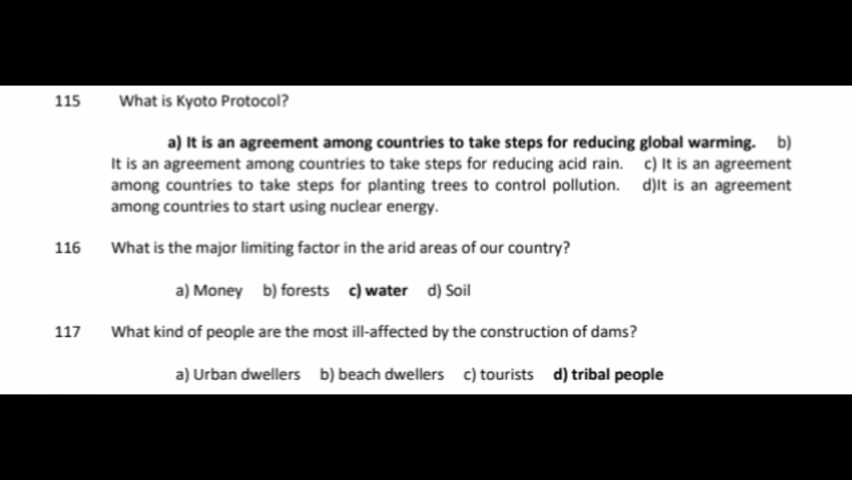 115 What is Kyoto Protocol?
a) It is an agreement among countries to take steps for reducing global warming. b)
It is an agreement among countries to take steps for reducing acid rain. c) It is an agreement
among countries to take steps for planting trees to control pollution. d)It is an agreement
among countries to start using nuclear energy.
116 What is the major limiting factor in the arid areas of our country?
a) Money b) forests c) water d) Soil
117 What kind of people are the most ill-affected by the construction of dams?
a) Urban dwellers b) beach dwellers c) tourists d) tribal people